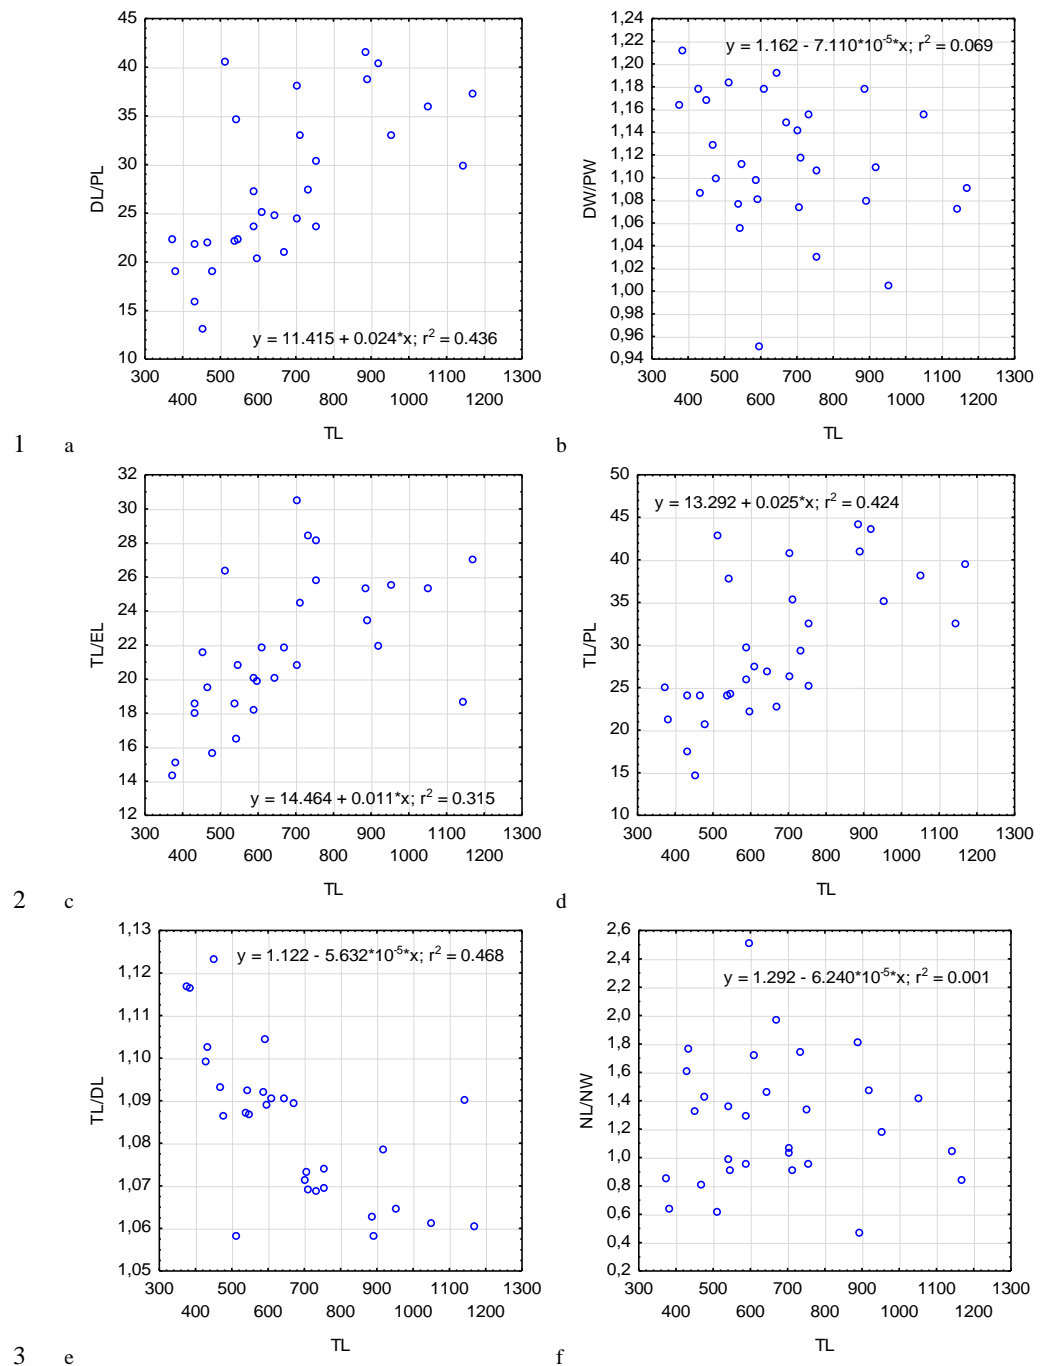 45
40
35
30
25
20
15
10
DL/PL
y = 11.415 + 0.024*x; r² = 0.436
300 500 700 900 1100 1300
400 600 800 1000 1200
TL
1 a
1,24
1,22
1,20
1,18
1,16
1,14
1,12
1,10
1,08
1,06
1,04
1,02
1,00
0,98
0,96
0,94
DW/PW
y = 1.162 - 7.110*10⁻⁵*x; r² = 0.069
300 500 700 900 1100 1300
400 600 800 1000 1200
TL
b
32
30
28
26
24
22
20
18
16
14
12
TL/EL
y = 14.464 + 0.011*x; r² = 0.315
300 500 700 900 1100 1300
400 600 800 1000 1200
TL
2 c
50
45
40
35
30
25
20
15
10
TL/PL
y = 13.292 + 0.025*x; r² = 0.424
300 500 700 900 1100 1300
400 600 800 1000 1200
TL
d
1,13
1,12
1,11
1,10
1,09
1,08
1,07
1,06
1,05
TL/DL
y = 1.122 - 5.632*10⁻⁵*x; r² = 0.468
300 500 700 900 1100 1300
400 600 800 1000 1200
TL
3 e
2,6
2,4
2,2
2,0
1,8
1,6
1,4
1,2
1,0
0,8
0,6
0,4
0,2
NL/NW
y = 1.292 - 6.240*10⁻⁵*x; r² = 0.001
300 500 700 900 1100 1300
400 600 800 1000 1200
TL
f